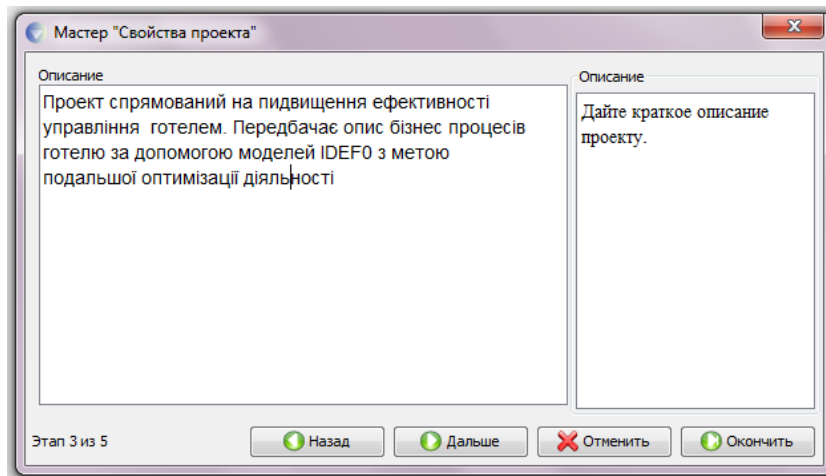 Мастер "Свойства проекта"
Описание
Проект спрямований на пидвищення ефективності
управління готелем. Передбачає опис бізнес процесів
готелю за допомогою моделей IDEF0 з метою
подальшої оптимізації діяльності
Описание
Дайте краткое описание
проекту.
Этап 3 из 5
Назад
Дальше
Отменить
Окончить